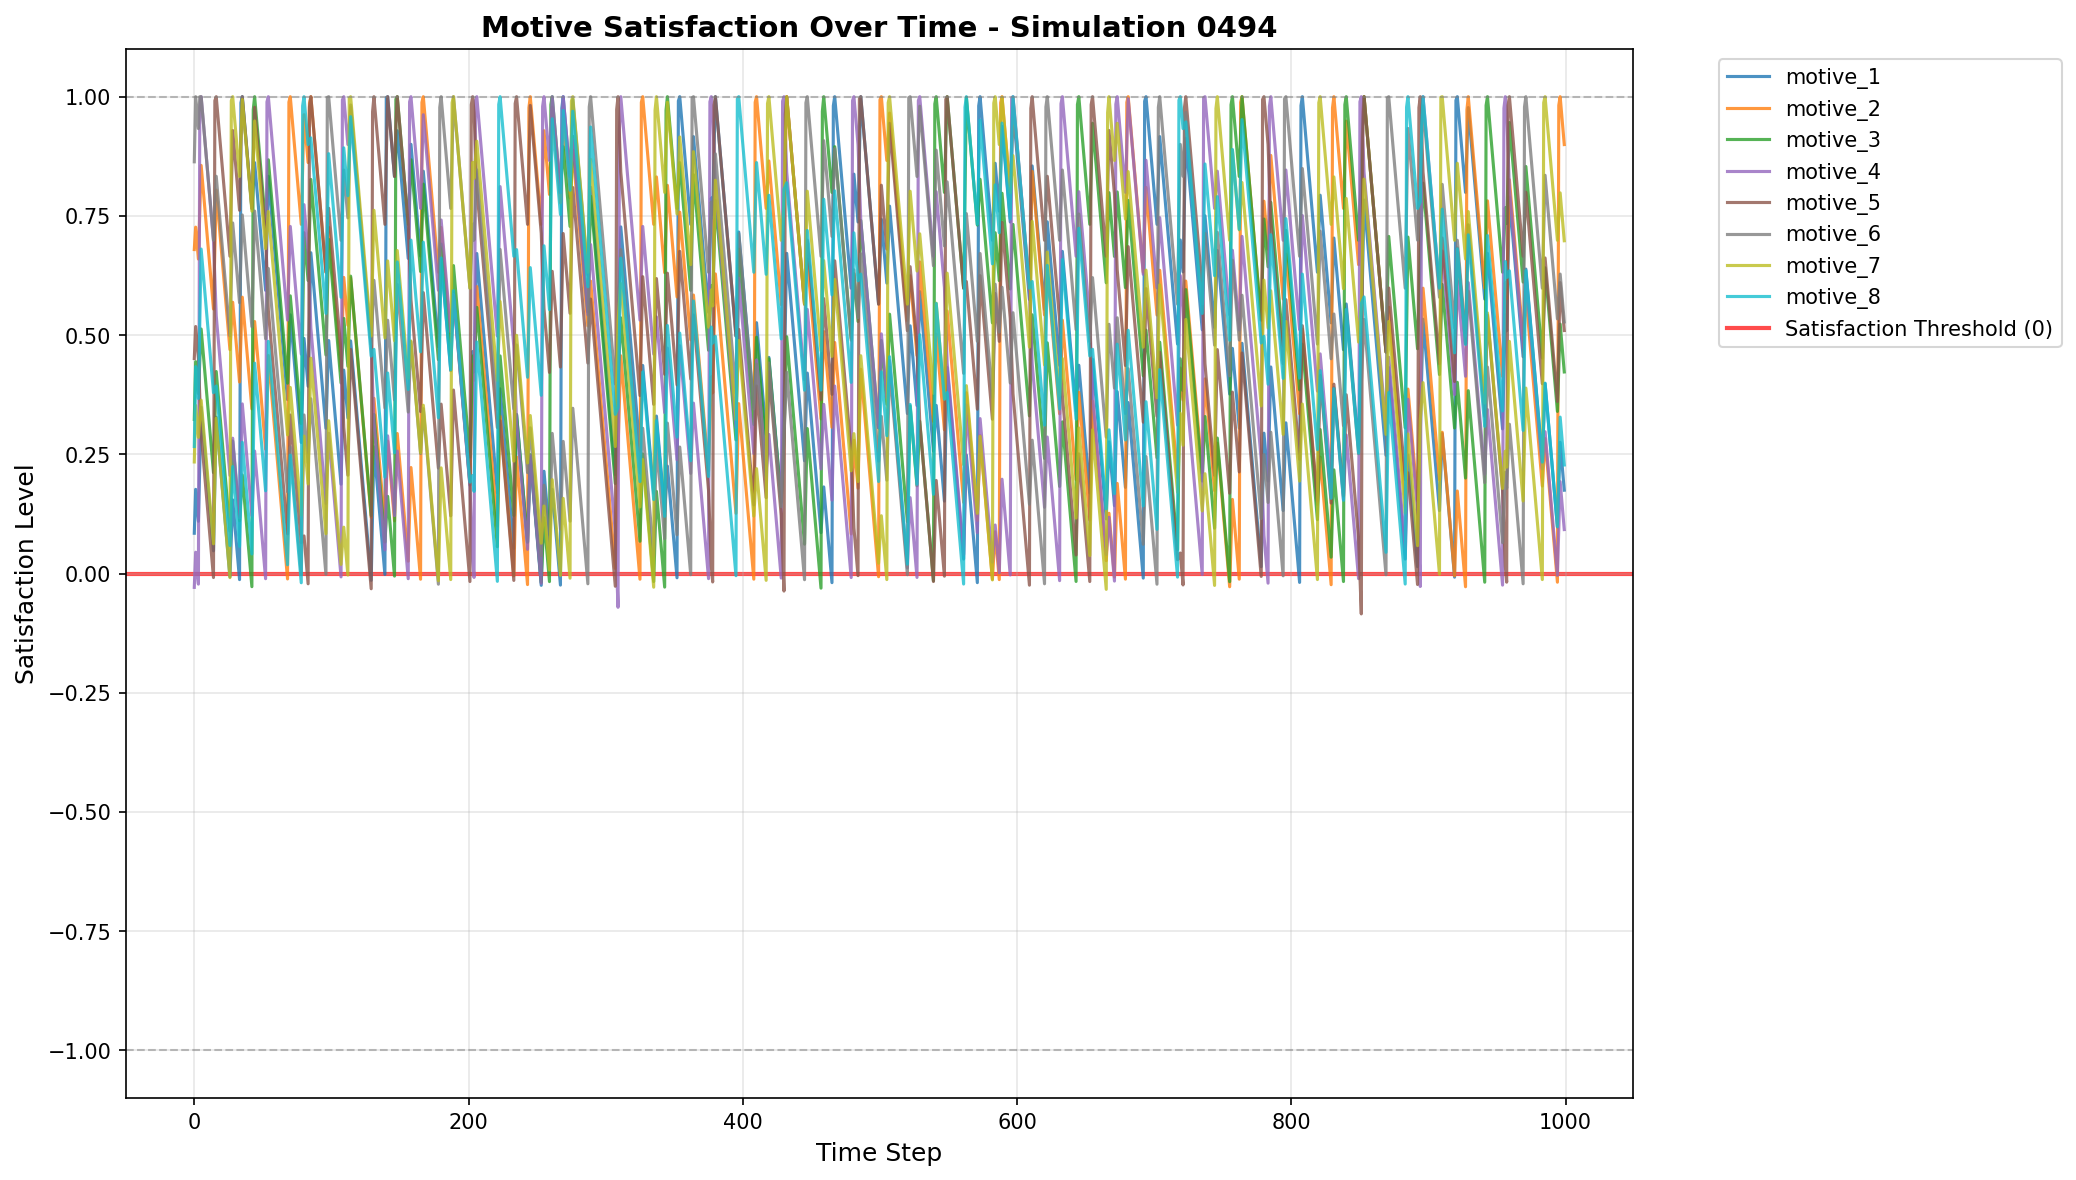 Motive Satisfaction Over Time - Simulation 0494
Satisfaction Level
1.00
0.75
0.50
0.25
0.00
−0.25
−0.50
−0.75
−1.00
0
200
400
600
800
1000
Time Step
motive_1
motive_2
motive_3
motive_4
motive_5
motive_6
motive_7
motive_8
Satisfaction Threshold (0)